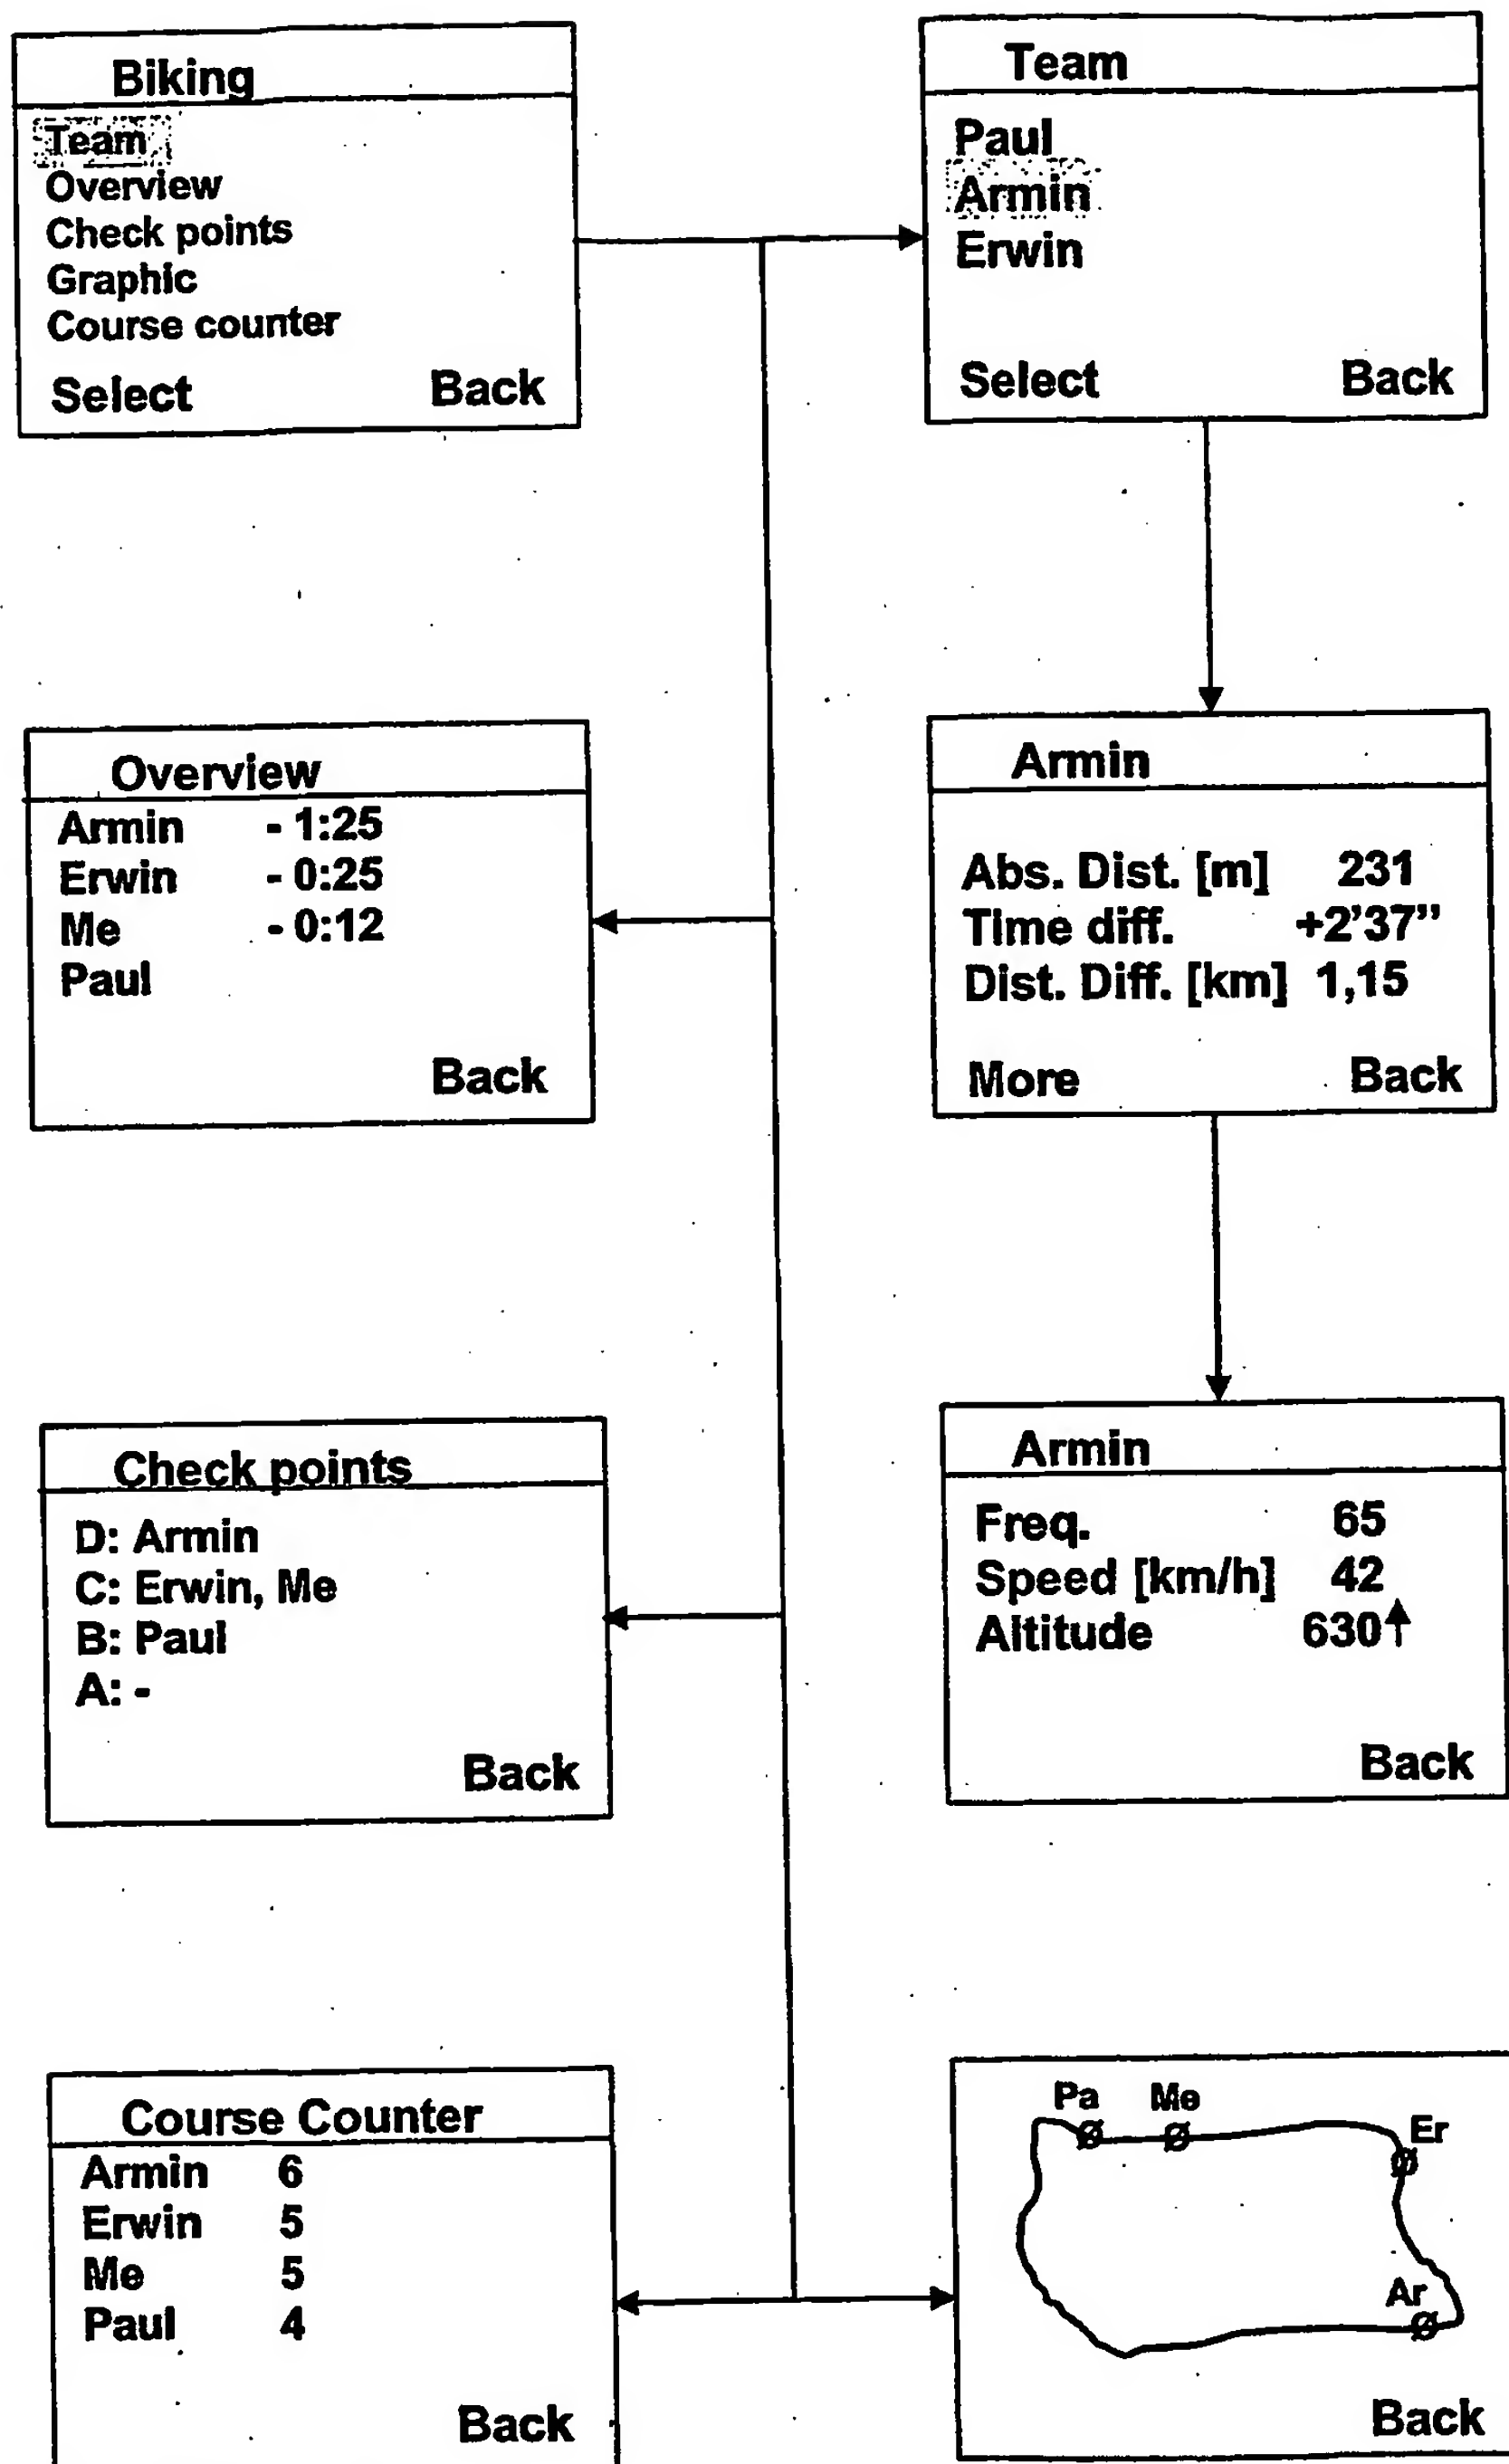 Biking
Team
Overview
Check points
Graphic
Course counter
Select Back
Team
Paul
Armin
Erwin
Select Back
Overview
Armin - 1:25
Erwin - 0:25
Me - 0:12
Paul
Back
Armin
Abs. Dist. [m] 231
Time diff. +2’37”
Dist. Diff. [km] 1,15
More Back
Check points
D: Armin
C: Erwin, Me
B: Paul
A: -
Back
Armin
Freq. 65
Speed [km/h] 42
Altitude 630↑
Back
Course Counter
Armin 6
Erwin 5
Me 5
Paul 4
Back
Pa Me
Er
Ar
Back